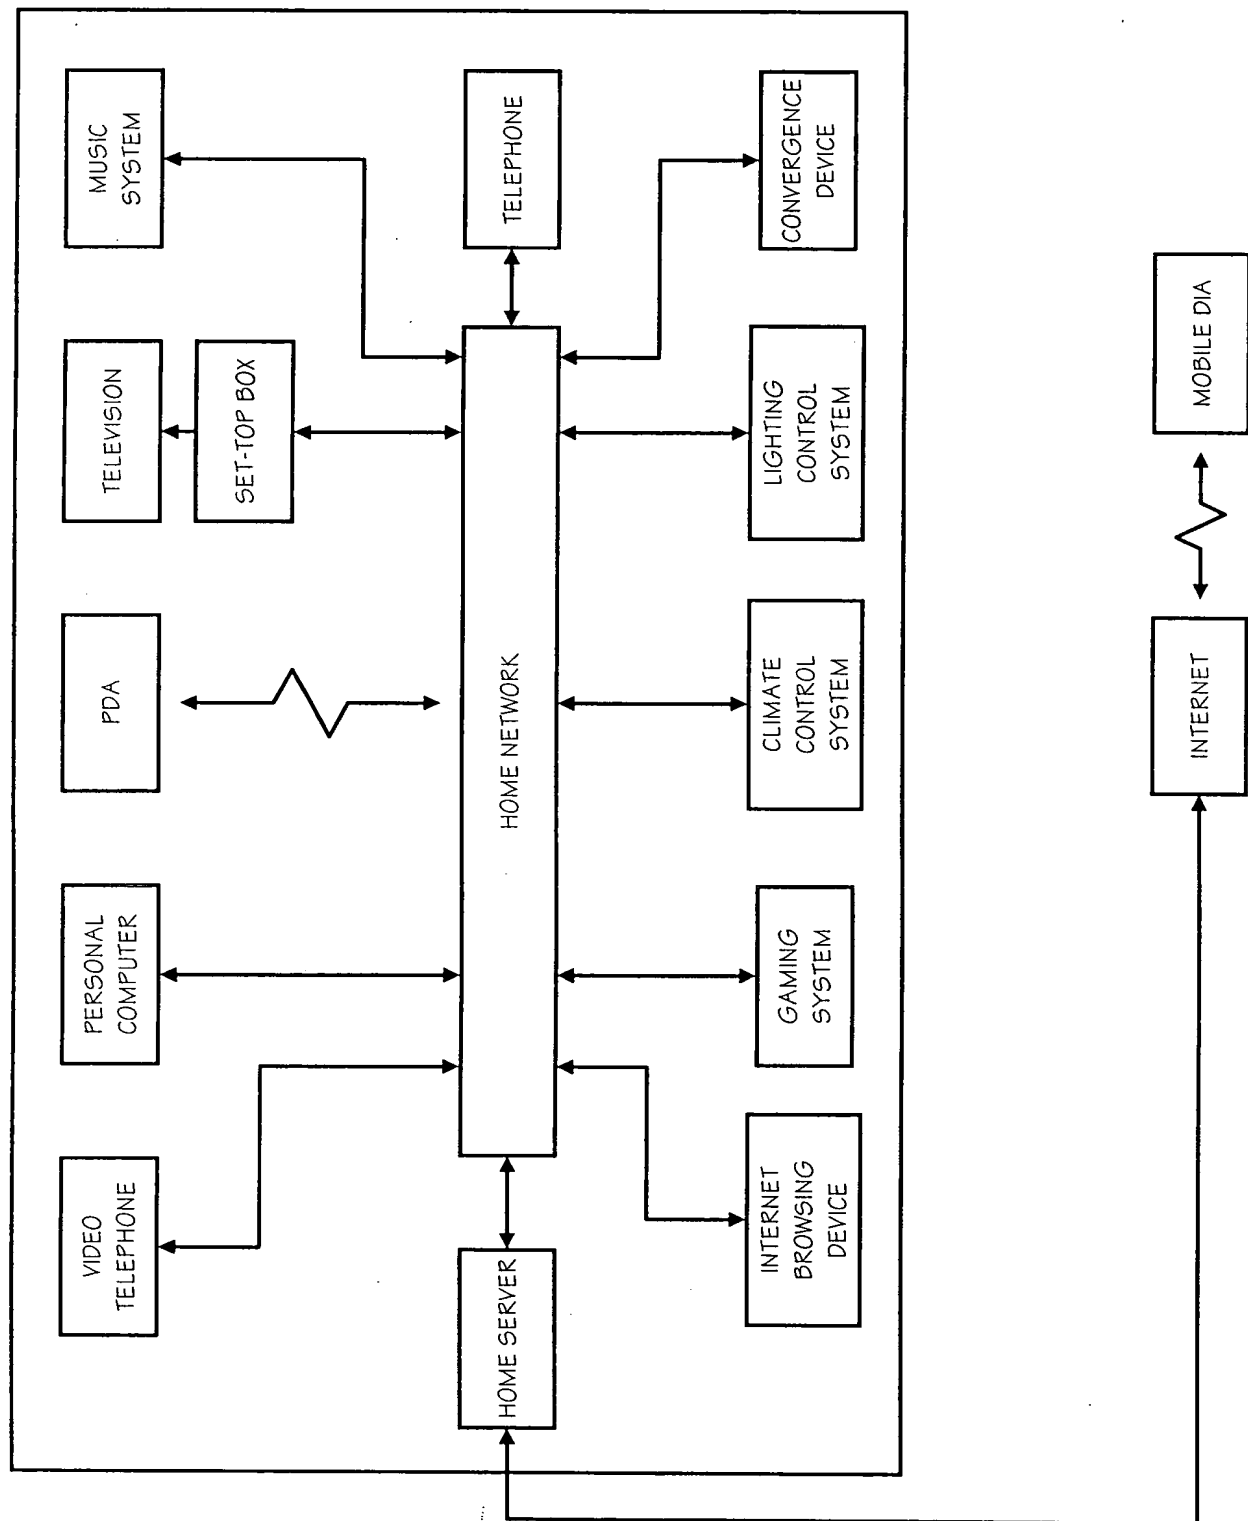 VIDEO
TELEPHONE
PERSONAL
COMPUTER
PDA
TELEVISION
SET-TOP BOX
MUSIC
SYSTEM
HOME SERVER
HOME NETWORK
TELEPHONE
INTERNET
BROWSING
DEVICE
GAMING
SYSTEM
CLIMATE
CONTROL
SYSTEM
LIGHTING
CONTROL
SYSTEM
CONVERGENCE
DEVICE
INTERNET
MOBILE DIA